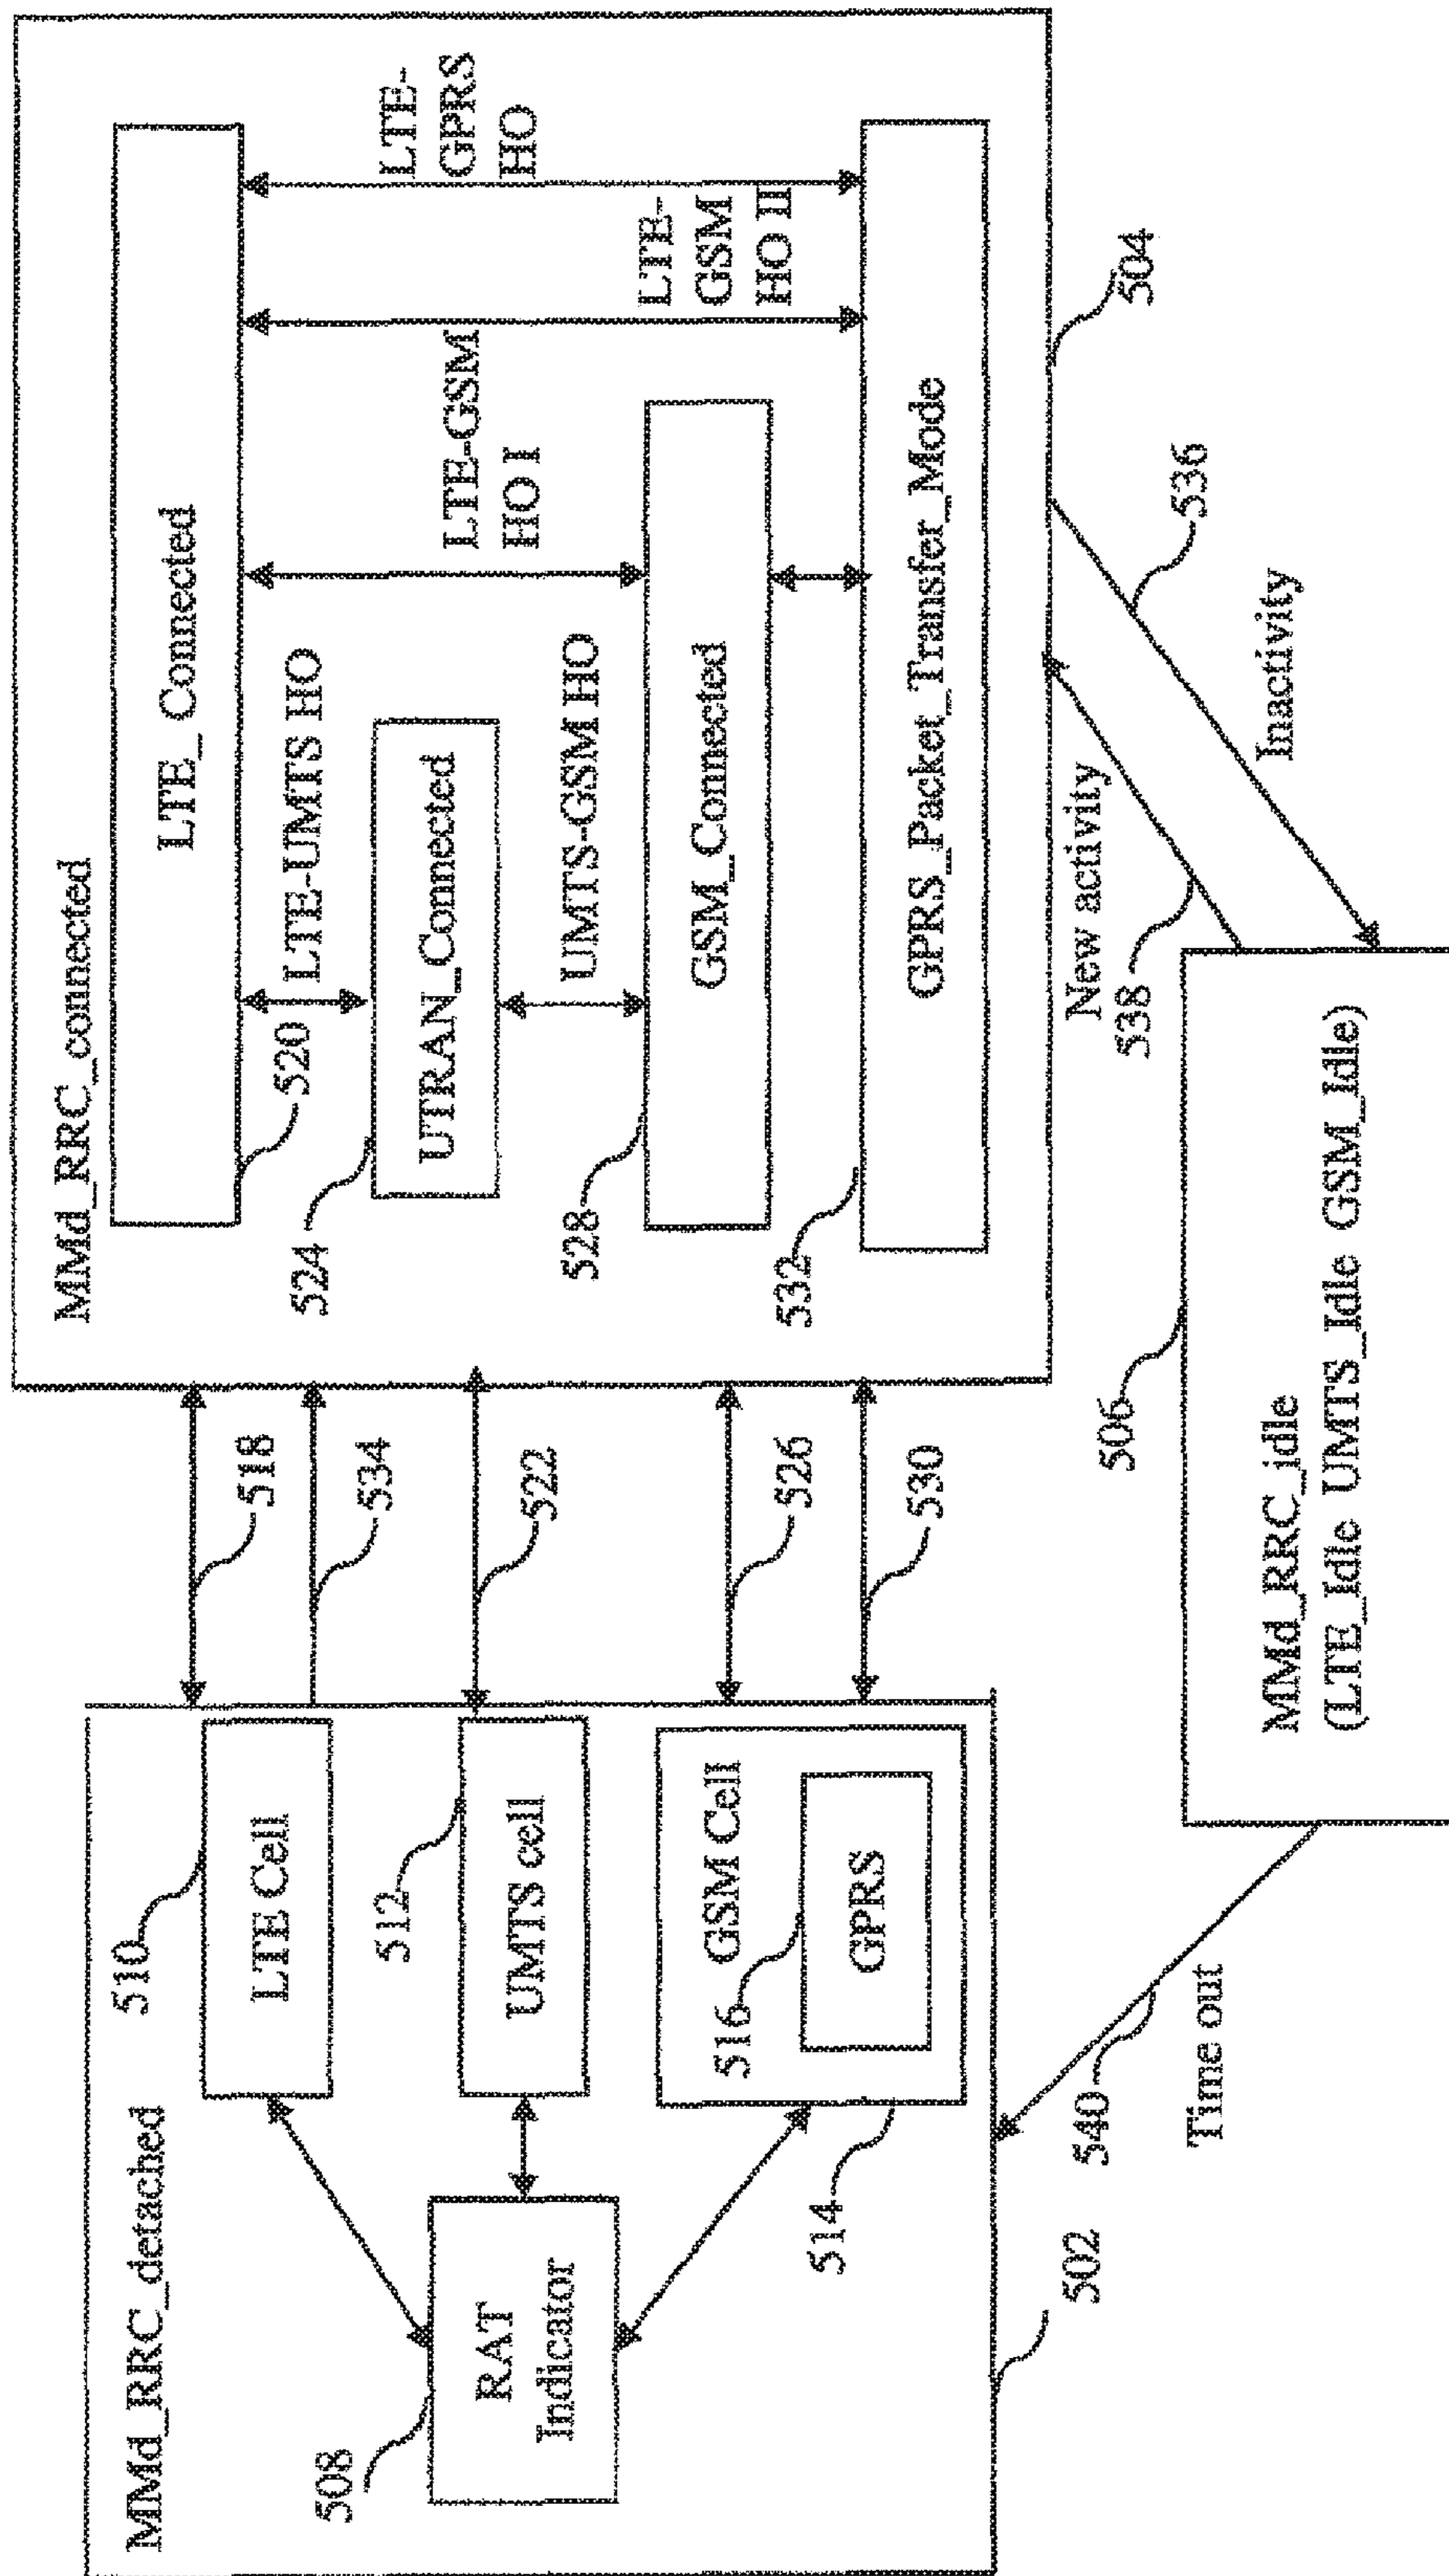 MMd_RRC_detached
508
RAT
Indicator
510
LTE Cell
512
UMTS cell
GSM Cell
516
GPRS
514
502
518
534
522
526
530
MMd_RRC_connected
LTE_Connected
520
LTE-UMTS HO
524
UTRAN_Connected
UMTS-GSM HO
LTE-GSM
HO I
LTE-
GSM
HO II
LTE-
GPRS
HO
528
GSM_Connected
532
GPRS_Packet_Transfer_Mode
504
New activity
538
536
Inactivity
506
MMd_RRC_idle
(LTE_Idle UMTS_Idle GSM_Idle)
540
Time out